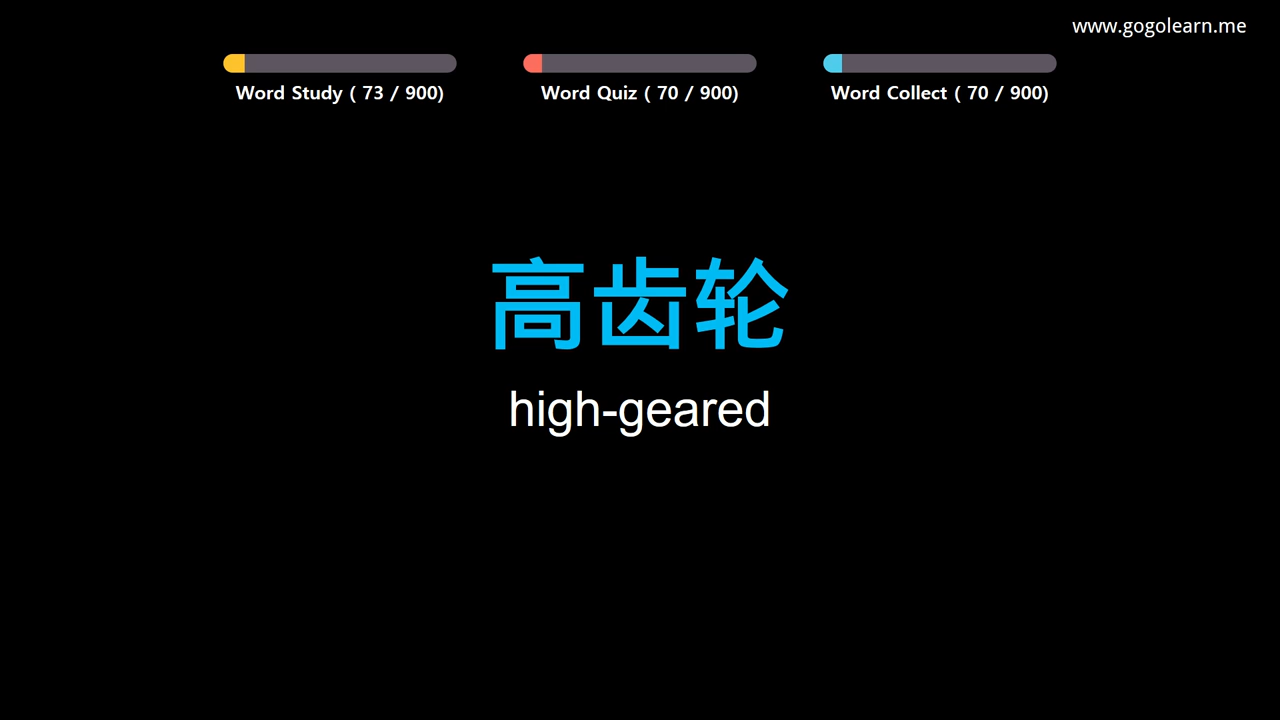 www.gogolearn.me
Word Study ( 73 / 900)
Word Quiz ( 70 / 900)
Word Collect ( 70 / 900)
高齿轮
high-geared